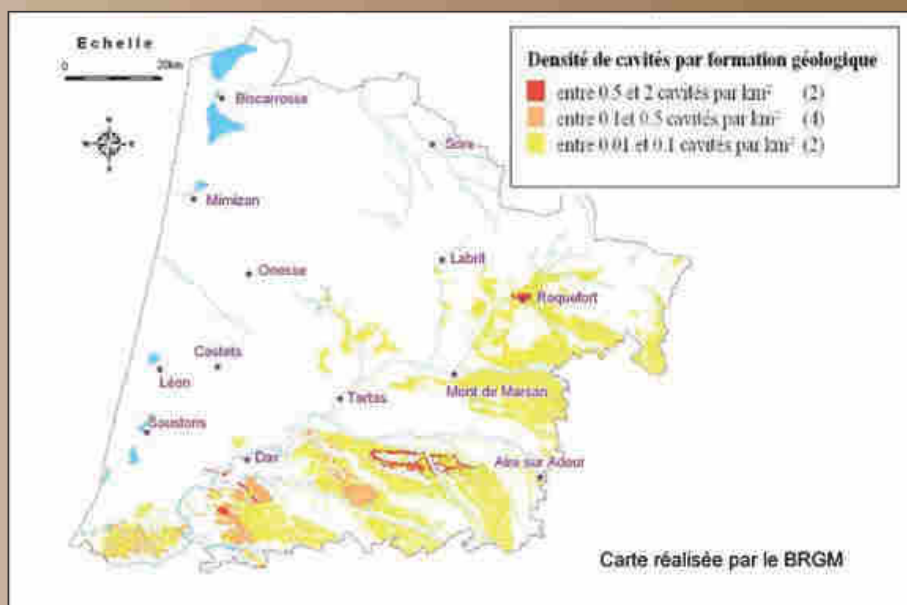 Echelle
0 20km
Densité de cavités par formation géologique
entre 0.5 et 2 cavités par km² (2)
entre 0.1et 0.5 cavités par km² (4)
entre 0.01 et 0.1 cavités par km² (2)
Biscarrosse
Sore
Mimizan
Labrit
Onesse
Roquefort
Castets
Léon
Mont de Marsan
Tartas
Soustons
Dax
Aire sur Adour
Carte réalisée par le BRGM